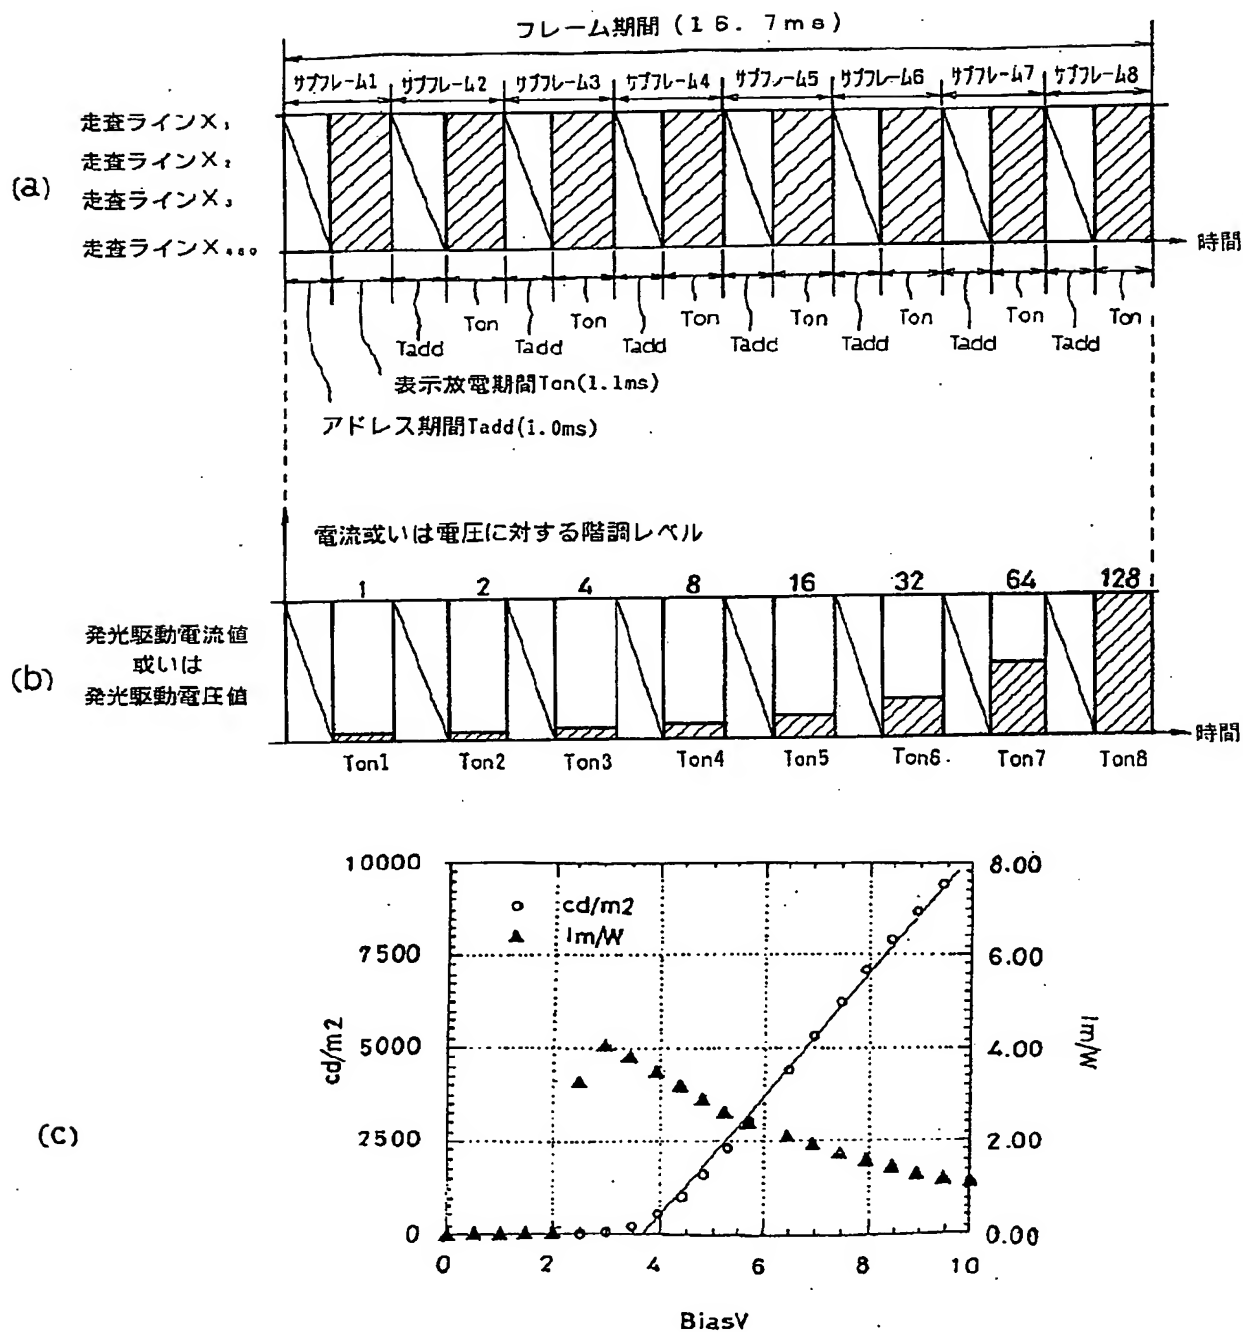 フレーム期間(16.7ms)
サブフレーム1 サブフレーム2 サブフレーム3 サブフレーム4 サブフレーム5 サブフレーム6 サブフレーム7 サブフレーム8
(a)
走査ラインX₁
走査ラインX₂
走査ラインX₃
走査ラインX₄₈₀
時間
Ton Ton Ton Ton Ton Ton Ton
Tadd Tadd Tadd Tadd Tadd Tadd Tadd
表示放電期間Ton(1.1ms)
アドレス期間Tadd(1.0ms)
電流或いは電圧に対する階調レベル
1 2 4 8 16 32 64 128
(b)
発光駆動電流値
或いは
発光駆動電圧値
時間
Ton1 Ton2 Ton3 Ton4 Ton5 Ton6 Ton7 Ton8
(c)
10000 8.00
cd/m2
lm/W
7500 6.00
5000 4.00
2500 2.00
0 0.00
cd/m2
lm/W
0 2 4 6 8 10
BiasV